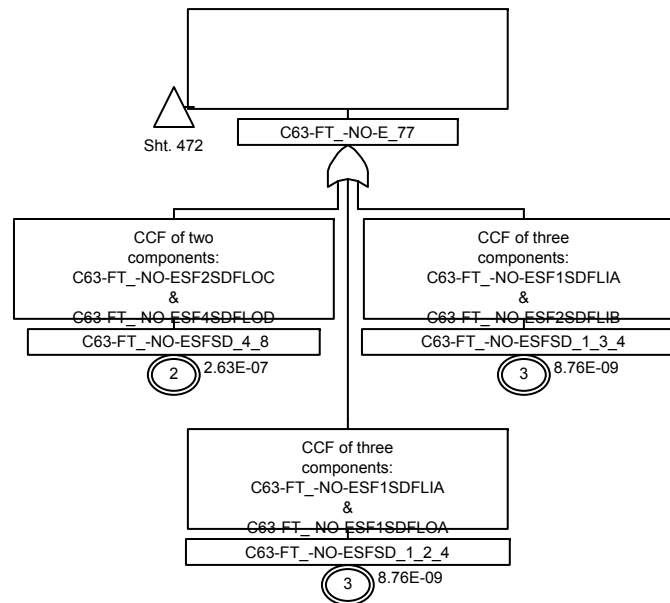 Sht. 472
C63-FT_-NO-E_77
CCF of two
components:
C63-FT_-NO-ESF2SDFLOC
&
C63-FT_-NO-ESF4SDFLOD
C63-FT_-NO-ESFSD_4_8
2
2.63E-07
CCF of three
components:
C63-FT_-NO-ESF1SDFLIA
&
C63-FT_-NO-ESF2SDFLIB
C63-FT_-NO-ESFSD_1_3_4
3
8.76E-09
CCF of three
components:
C63-FT_-NO-ESF1SDFLIA
&
C63-FT_-NO-ESF1SDFLOA
C63-FT_-NO-ESFSD_1_2_4
3
8.76E-09